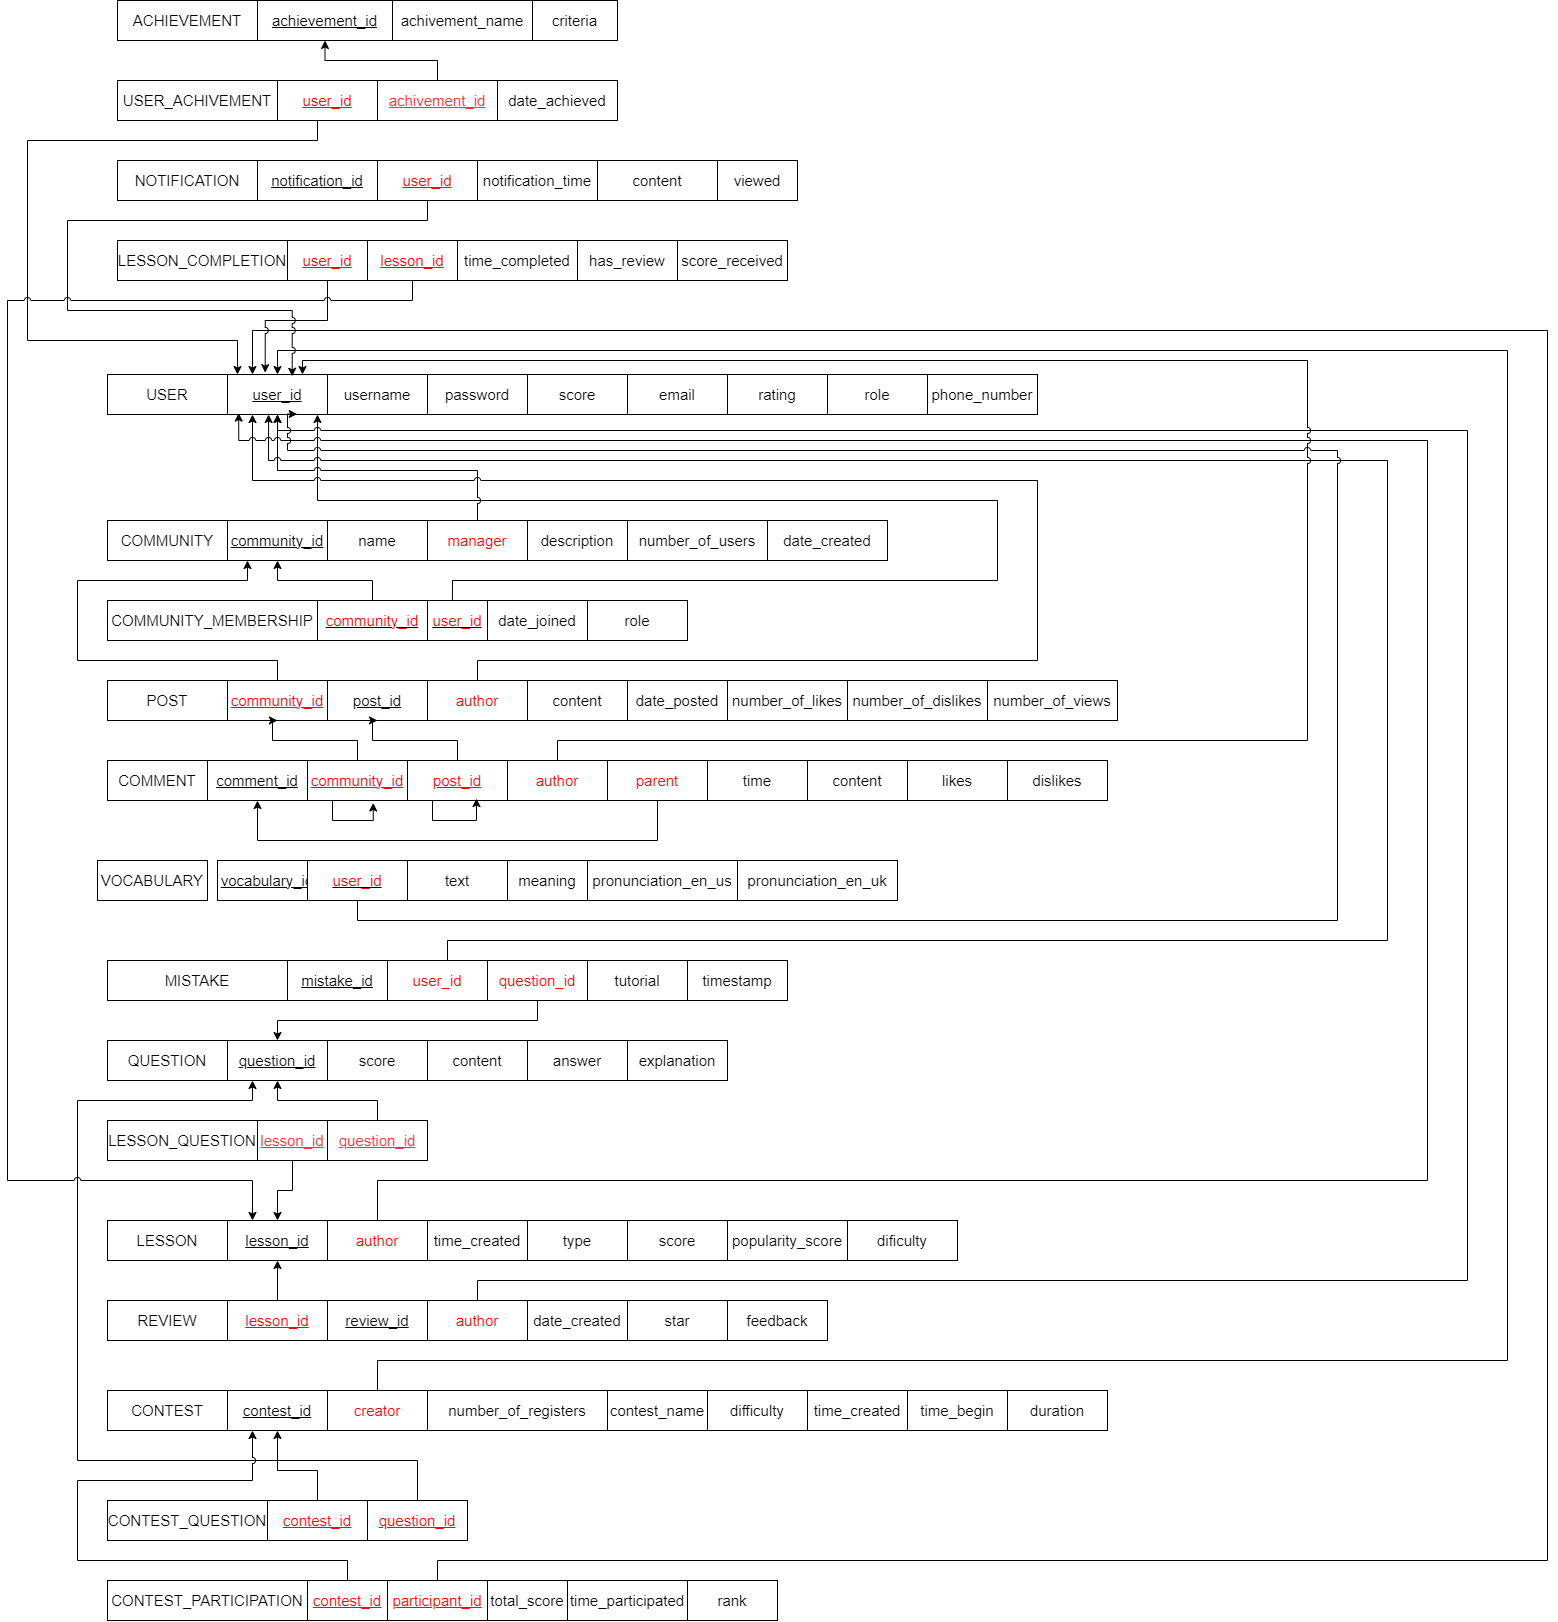 ACHIEVEMENT achievement_id achivement_name criteria
USER_ACHIVEMENT user_id achivement_id date_achieved
NOTIFICATION notification_id user_id notification_time content viewed
LESSON_COMPLETION user_id lesson_id time_completed has_review score_received
USER user_id username password score email rating role phone_number
COMMUNITY community_id name manager description number_of_users date_created
COMMUNITY_MEMBERSHIP community_id user_id date_joined role
POST community_id post_id author content date_posted number_of_likes number_of_dislikes number_of_views
COMMENT comment_id community_id post_id author parent time content likes dislikes
VOCABULARY vocabulary_id user_id text meaning pronunciation_en_us pronunciation_en_uk
MISTAKE mistake_id user_id question_id tutorial timestamp
QUESTION question_id score content answer explanation
LESSON_QUESTION lesson_id question_id
LESSON lesson_id author time_created type score popularity_score dificulty
REVIEW lesson_id review_id author date_created star feedback
CONTEST contest_id creator number_of_registers contest_name difficulty time_created time_begin duration
CONTEST_QUESTION contest_id question_id
CONTEST_PARTICIPATION contest_id participant_id total_score time_participated rank